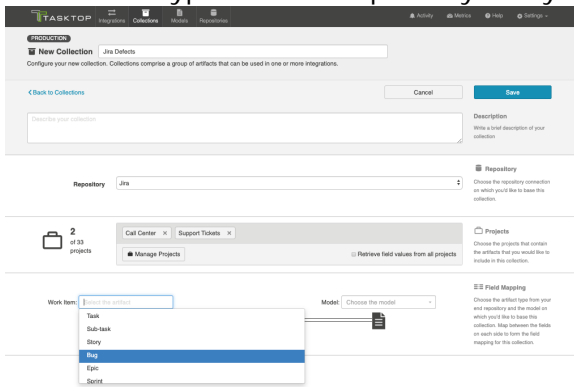 TASKTOP
Integrations Collections Models Repositories
Activity Metrics Help Settings
PRODUCTION
New Collection Jira Defects
Configure your new collection. Collections comprise a group of artifacts that can be used in one or more integrations.
Back to Collections
Cancel
Save
Describe your collection
Description
Write a brief description of your
collection
Repository
Jira
Repository
Choose the repository connection
on which you'd like to base this
collection.
2
of 33
projects
Call Center × Support Tickets ×
Manage Projects
Retrieve field values from all projects
Projects
Choose the projects that contain
the artifacts that you would like to
include in this collection.
Field Mapping
Choose the artifact type from your
end repository and the model on
which you'd like to base this
collection. Map between the fields
on each side to form the field
mapping for this collection.
Work Item: Select the artifact
Model: Choose the model
Task
Sub-task
Story
Bug
Epic
Sprint